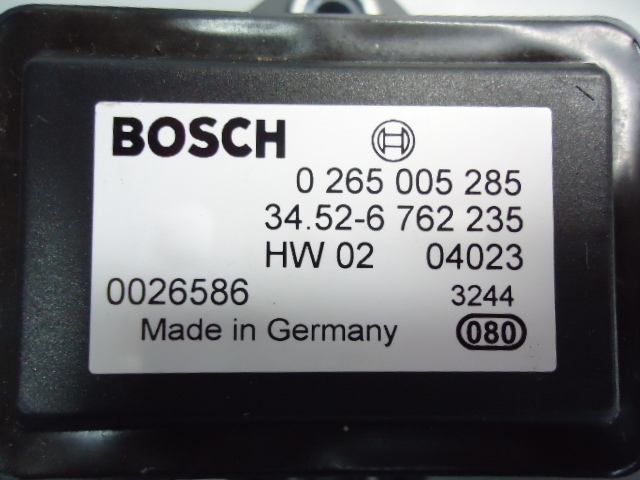 BOSCH
0 265 005 285
34.52-6 762 235
HW 02 04023
0026586 3244
Made in Germany 080